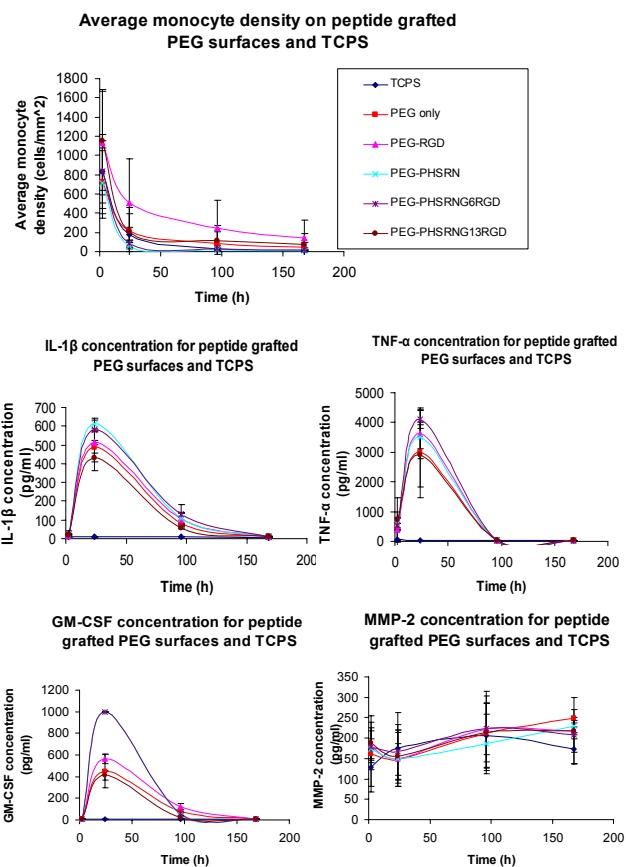 Average monocyte density on peptide grafted
PEG surfaces and TCPS
Average monocyte
density (cells/mm^2)
1800
1600
1400
1200
1000
800
600
400
200
0
0 50 100 150 200
Time (h)
TCPS
PEG only
PEG-RGD
PEG-PHSRN
PEG-PHSRNG6RGD
PEG-PHSRNG13RGD
IL-1β concentration for peptide grafted
PEG surfaces and TCPS
IL-1β concentration
(pg/ml)
700
600
500
400
300
200
100
0
0 50 100 150 200
Time (h)
TNF-α concentration for peptide grafted
PEG surfaces and TCPS
TNF-α concentration
(pg/ml)
5000
4000
3000
2000
1000
0
0 50 100 150 200
Time (h)
GM-CSF concentration for peptide
grafted PEG surfaces and TCPS
GM-CSF concentration
(pg/ml)
1000
800
600
400
200
0
0 50 100 150 200
Time (h)
MMP-2 concentration for peptide
grafted PEG surfaces and TCPS
MMP-2 concentration
(pg/ml)
350
300
250
200
150
100
50
0
0 50 100 150 200
Time (h)